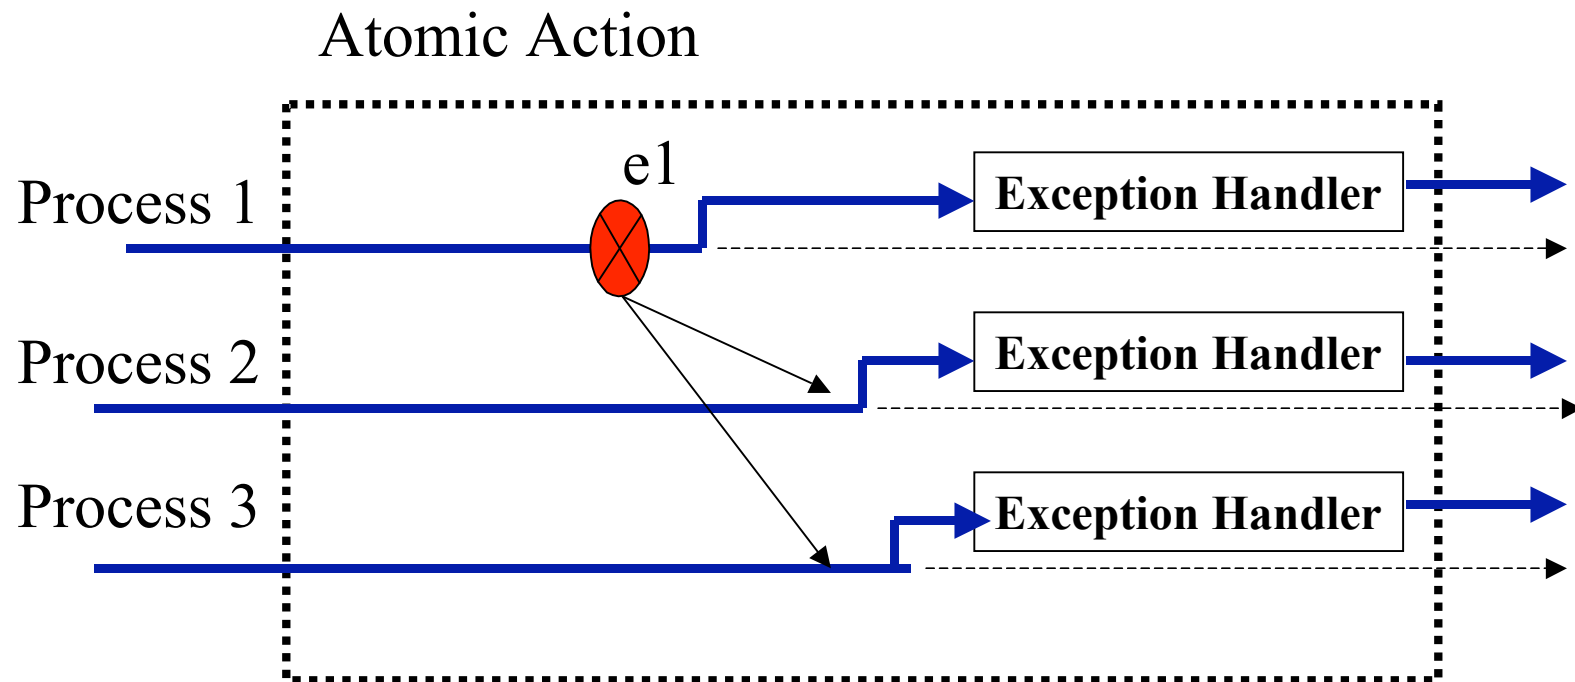 Atomic Action
e1
Process 1
Exception Handler
Process 2
Exception Handler
Process 3
Exception Handler